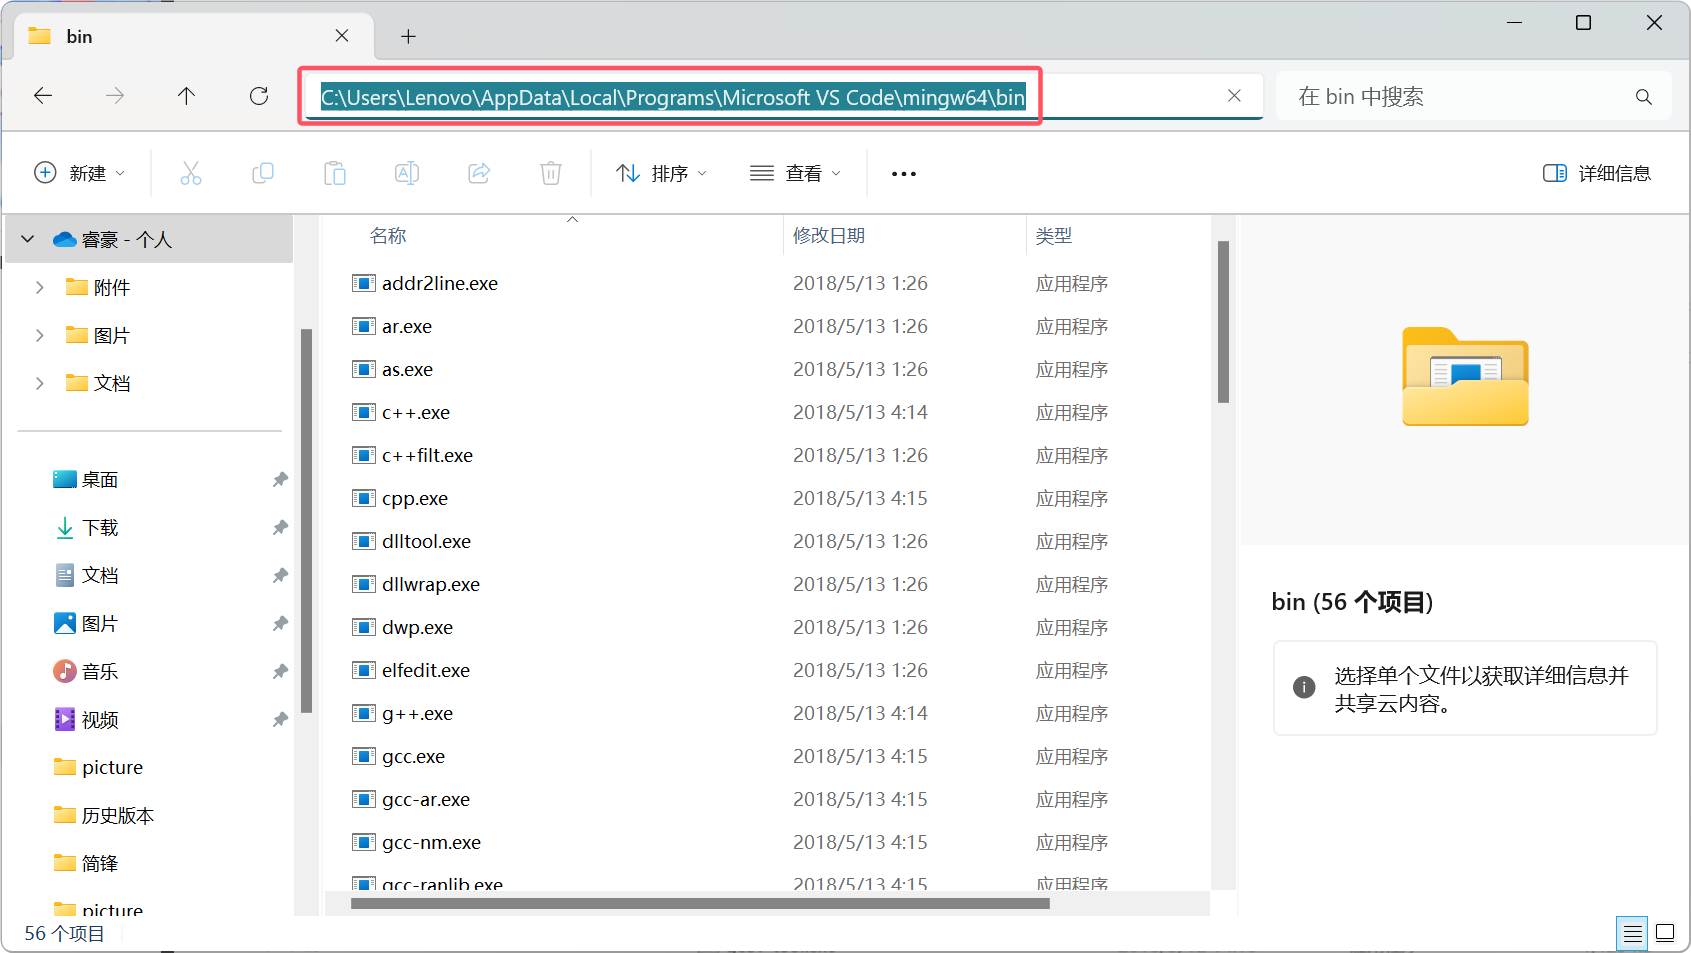 bin
C:\Users\Lenovo\AppData\Local\Programs\Microsoft VS Code\mingw64\bin
在 bin 中搜索
新建
排序
查看
详细信息
睿豪 - 个人
附件
图片
文档
桌面
下载
文档
图片
音乐
视频
picture
历史版本
简锋
picture
名称 修改日期 类型
addr2line.exe 2018/5/13 1:26 应用程序
ar.exe 2018/5/13 1:26 应用程序
as.exe 2018/5/13 1:26 应用程序
c++.exe 2018/5/13 4:14 应用程序
c++filt.exe 2018/5/13 1:26 应用程序
cpp.exe 2018/5/13 4:15 应用程序
dlltool.exe 2018/5/13 1:26 应用程序
dllwrap.exe 2018/5/13 1:26 应用程序
dwp.exe 2018/5/13 1:26 应用程序
elfedit.exe 2018/5/13 1:26 应用程序
g++.exe 2018/5/13 4:14 应用程序
gcc.exe 2018/5/13 4:15 应用程序
gcc-ar.exe 2018/5/13 4:15 应用程序
gcc-nm.exe 2018/5/13 4:15 应用程序
gcc-ranlib.exe 2018/5/13 4:15 应用程序
bin (56 个项目)
选择单个文件以获取详细信息并
共享云内容。
56 个项目